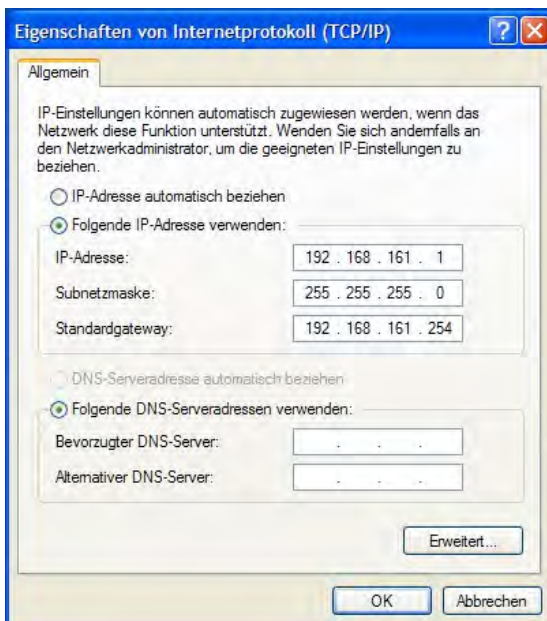 Eigenschaften von Internetprotokoll (TCP/IP)
Allgemein
IP-Einstellungen können automatisch zugewiesen werden, wenn das
Netzwerk diese Funktion unterstützt. Wenden Sie sich andernfalls an
den Netzwerkadministrator, um die geeigneten IP-Einstellungen zu
beziehen.
IP-Adresse automatisch beziehen
Folgende IP-Adresse verwenden:
IP-Adresse: 192 . 168 . 161 . 1
Subnetzmaske: 255 . 255 . 255 . 0
Standardgateway: 192 . 168 . 161 . 254
DNS-Serveradresse automatisch beziehen
Folgende DNS-Serveradressen verwenden:
Bevorzugter DNS-Server: . . .
Alternativer DNS-Server: . . .
Erweitert...
OK Abbrechen